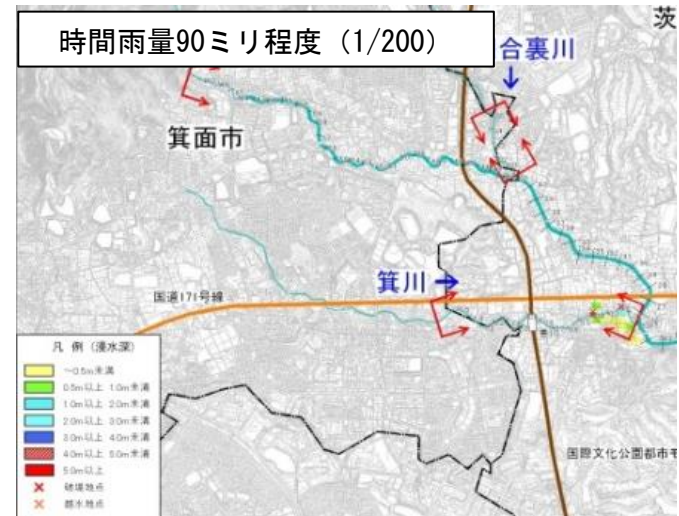 時間雨量90ミリ程度（1/200）
茨
合裏川
箕面市
箕川
国道171号線
凡 例 (浸水深)
～0.5m未満
0.5m以上 1.0m未満
1.0m以上 2.0m未満
2.0m以上 3.0m未満
3.0m以上 4.0m未満
4.0m以上 5.0m未満
5.0m以上
破堤地点
越水地点
国際文化公園都市モ